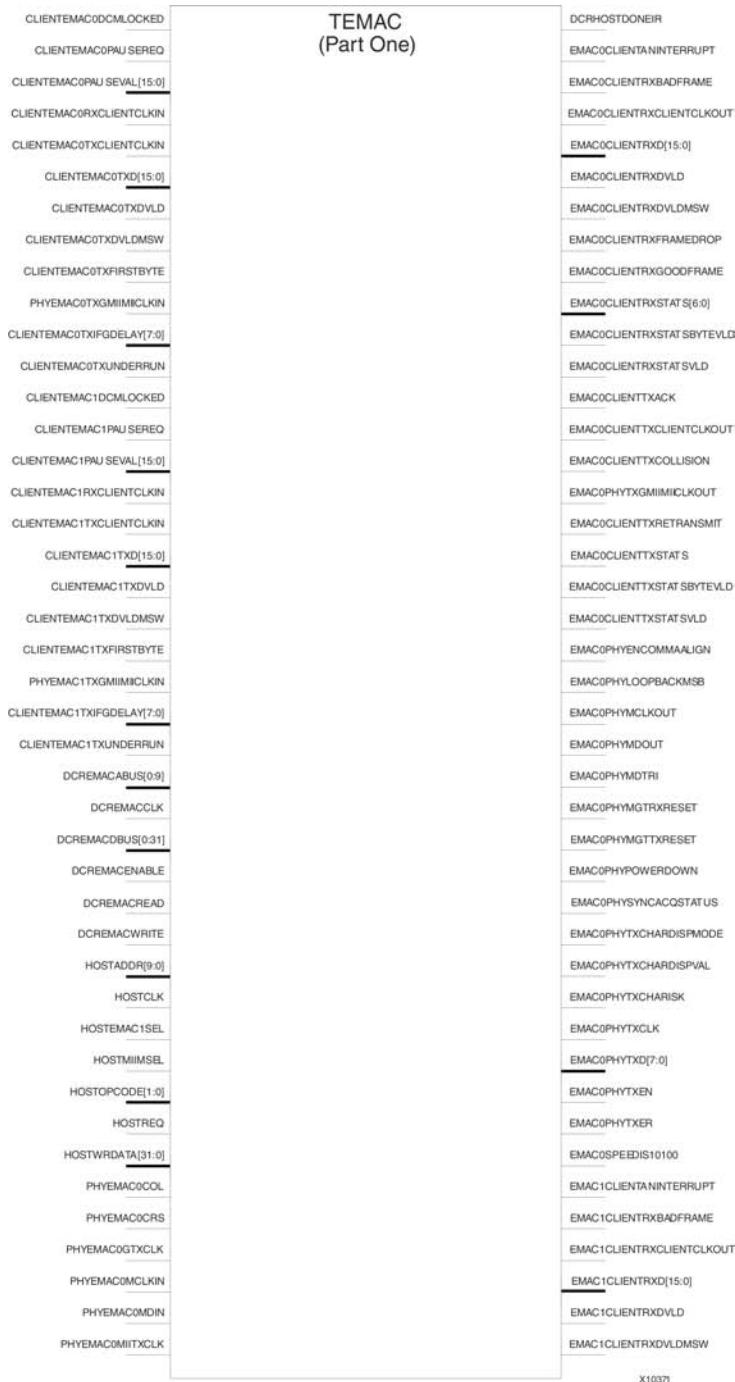 TEMAC
(Part One)
CLIENTEMAC0DCMLOCKED
CLIENTEMAC0PAUSEREQ
CLIENTEMAC0PAUSEVAL[15:0]
CLIENTEMAC0RXCLIENTCLKIN
CLIENTEMAC0TXCLIENTCLKIN
CLIENTEMAC0TXD[15:0]
CLIENTEMAC0TXDVLD
CLIENTEMAC0TXDVLDMSW
CLIENTEMAC0TXFIRSTBYTE
PHYEMAC0TXGMIIMIICLKIN
CLIENTEMAC0TXIFGDELAY[7:0]
CLIENTEMAC0TXUNDERRUN
CLIENTEMAC1DCMLOCKED
CLIENTEMAC1PAUSEREQ
CLIENTEMAC1PAUSEVAL[15:0]
CLIENTEMAC1RXCLIENTCLKIN
CLIENTEMAC1TXCLIENTCLKIN
CLIENTEMAC1TXD[15:0]
CLIENTEMAC1TXDVLD
CLIENTEMAC1TXDVLDMSW
CLIENTEMAC1TXFIRSTBYTE
PHYEMAC1TXGMIIMIICLKIN
CLIENTEMAC1TXIFGDELAY[7:0]
CLIENTEMAC1TXUNDERRUN
DCREMACABUS[0:9]
DCREMACCLK
DCREMACDBUS[0:31]
DCREMACENABLE
DCREMACREAD
DCREMACWRITE
HOSTADDR[9:0]
HOSTCLK
HOSTEMAC1SEL
HOSTMIIMSEL
HOSTOPCODE[1:0]
HOSTREQ
HOSTWRDATA[31:0]
PHYEMAC0COL
PHYEMAC0CRS
PHYEMAC0GTXCLK
PHYEMAC0MCLKIN
PHYEMAC0MDIN
PHYEMAC0MIITXCLK
DCRHOSTDONEIR
EMAC0CLIENTANINTERRUPT
EMAC0CLIENTRXBADFRAME
EMAC0CLIENTRXCLIENTCLKOUT
EMAC0CLIENTRXD[15:0]
EMAC0CLIENTRXDVLD
EMAC0CLIENTRXDVLDMSW
EMAC0CLIENTRXFRAMEDROP
EMAC0CLIENTRXGOODFRAME
EMAC0CLIENTRXSTATS[6:0]
EMAC0CLIENTRXSTATSBYTEVLD
EMAC0CLIENTRXSTATSVLD
EMAC0CLIENTTXACK
EMAC0CLIENTTXCLIENTCLKOUT
EMAC0CLIENTTXCOLLISION
EMAC0PHYTXGMIIMIICLKOUT
EMAC0CLIENTTXRETRANSMIT
EMAC0CLIENTTXSTATS
EMAC0CLIENTTXSTATSBYTEVLD
EMAC0CLIENTTXSTATSVLD
EMAC0PHYENCOMMAALIGN
EMAC0PHYLOOPBACKMSB
EMAC0PHYMCLKOUT
EMAC0PHYMDOUT
EMAC0PHYMDTRI
EMAC0PHYMGTRXRESET
EMAC0PHYMGTTXRESET
EMAC0PHYPOWERDOWN
EMAC0PHYSYNCACQSTATUS
EMAC0PHYTXCHARDISPMODE
EMAC0PHYTXCHARDISPVAL
EMAC0PHYTXCHARISK
EMAC0PHYTXCLK
EMAC0PHYTXD[7:0]
EMAC0PHYTXEN
EMAC0PHYTXER
EMAC0SPEEDIS10100
EMAC1CLIENTANINTERRUPT
EMAC1CLIENTRXBADFRAME
EMAC1CLIENTRXCLIENTCLKOUT
EMAC1CLIENTRXD[15:0]
EMAC1CLIENTRXDVLD
EMAC1CLIENTRXDVLDMSW
X10371